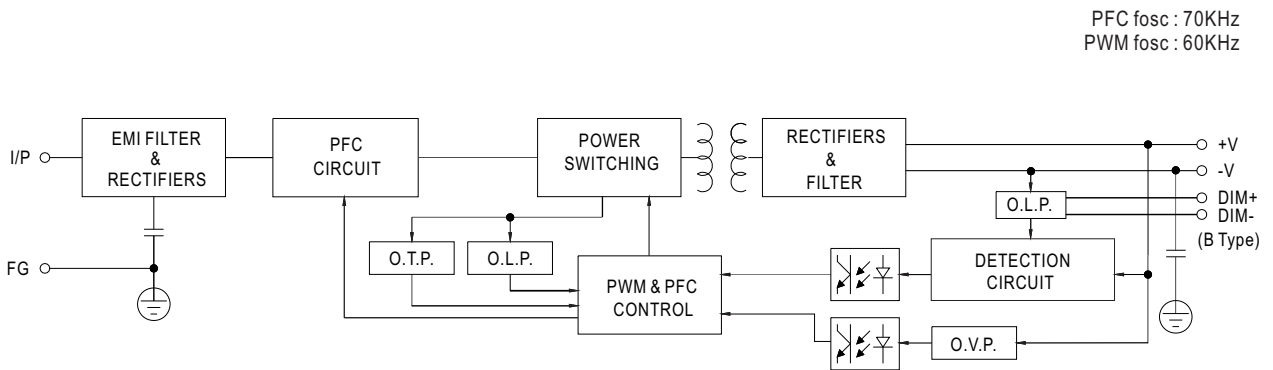 PFC fosc : 70KHz
PWM fosc : 60KHz
I/P
EMI FILTER
&
RECTIFIERS
PFC
CIRCUIT
POWER
SWITCHING
RECTIFIERS
&
FILTER
+V
-V
DIM+
DIM-
(B Type)
O.L.P.
FG
O.T.P.
O.L.P.
PWM & PFC
CONTROL
DETECTION
CIRCUIT
O.V.P.